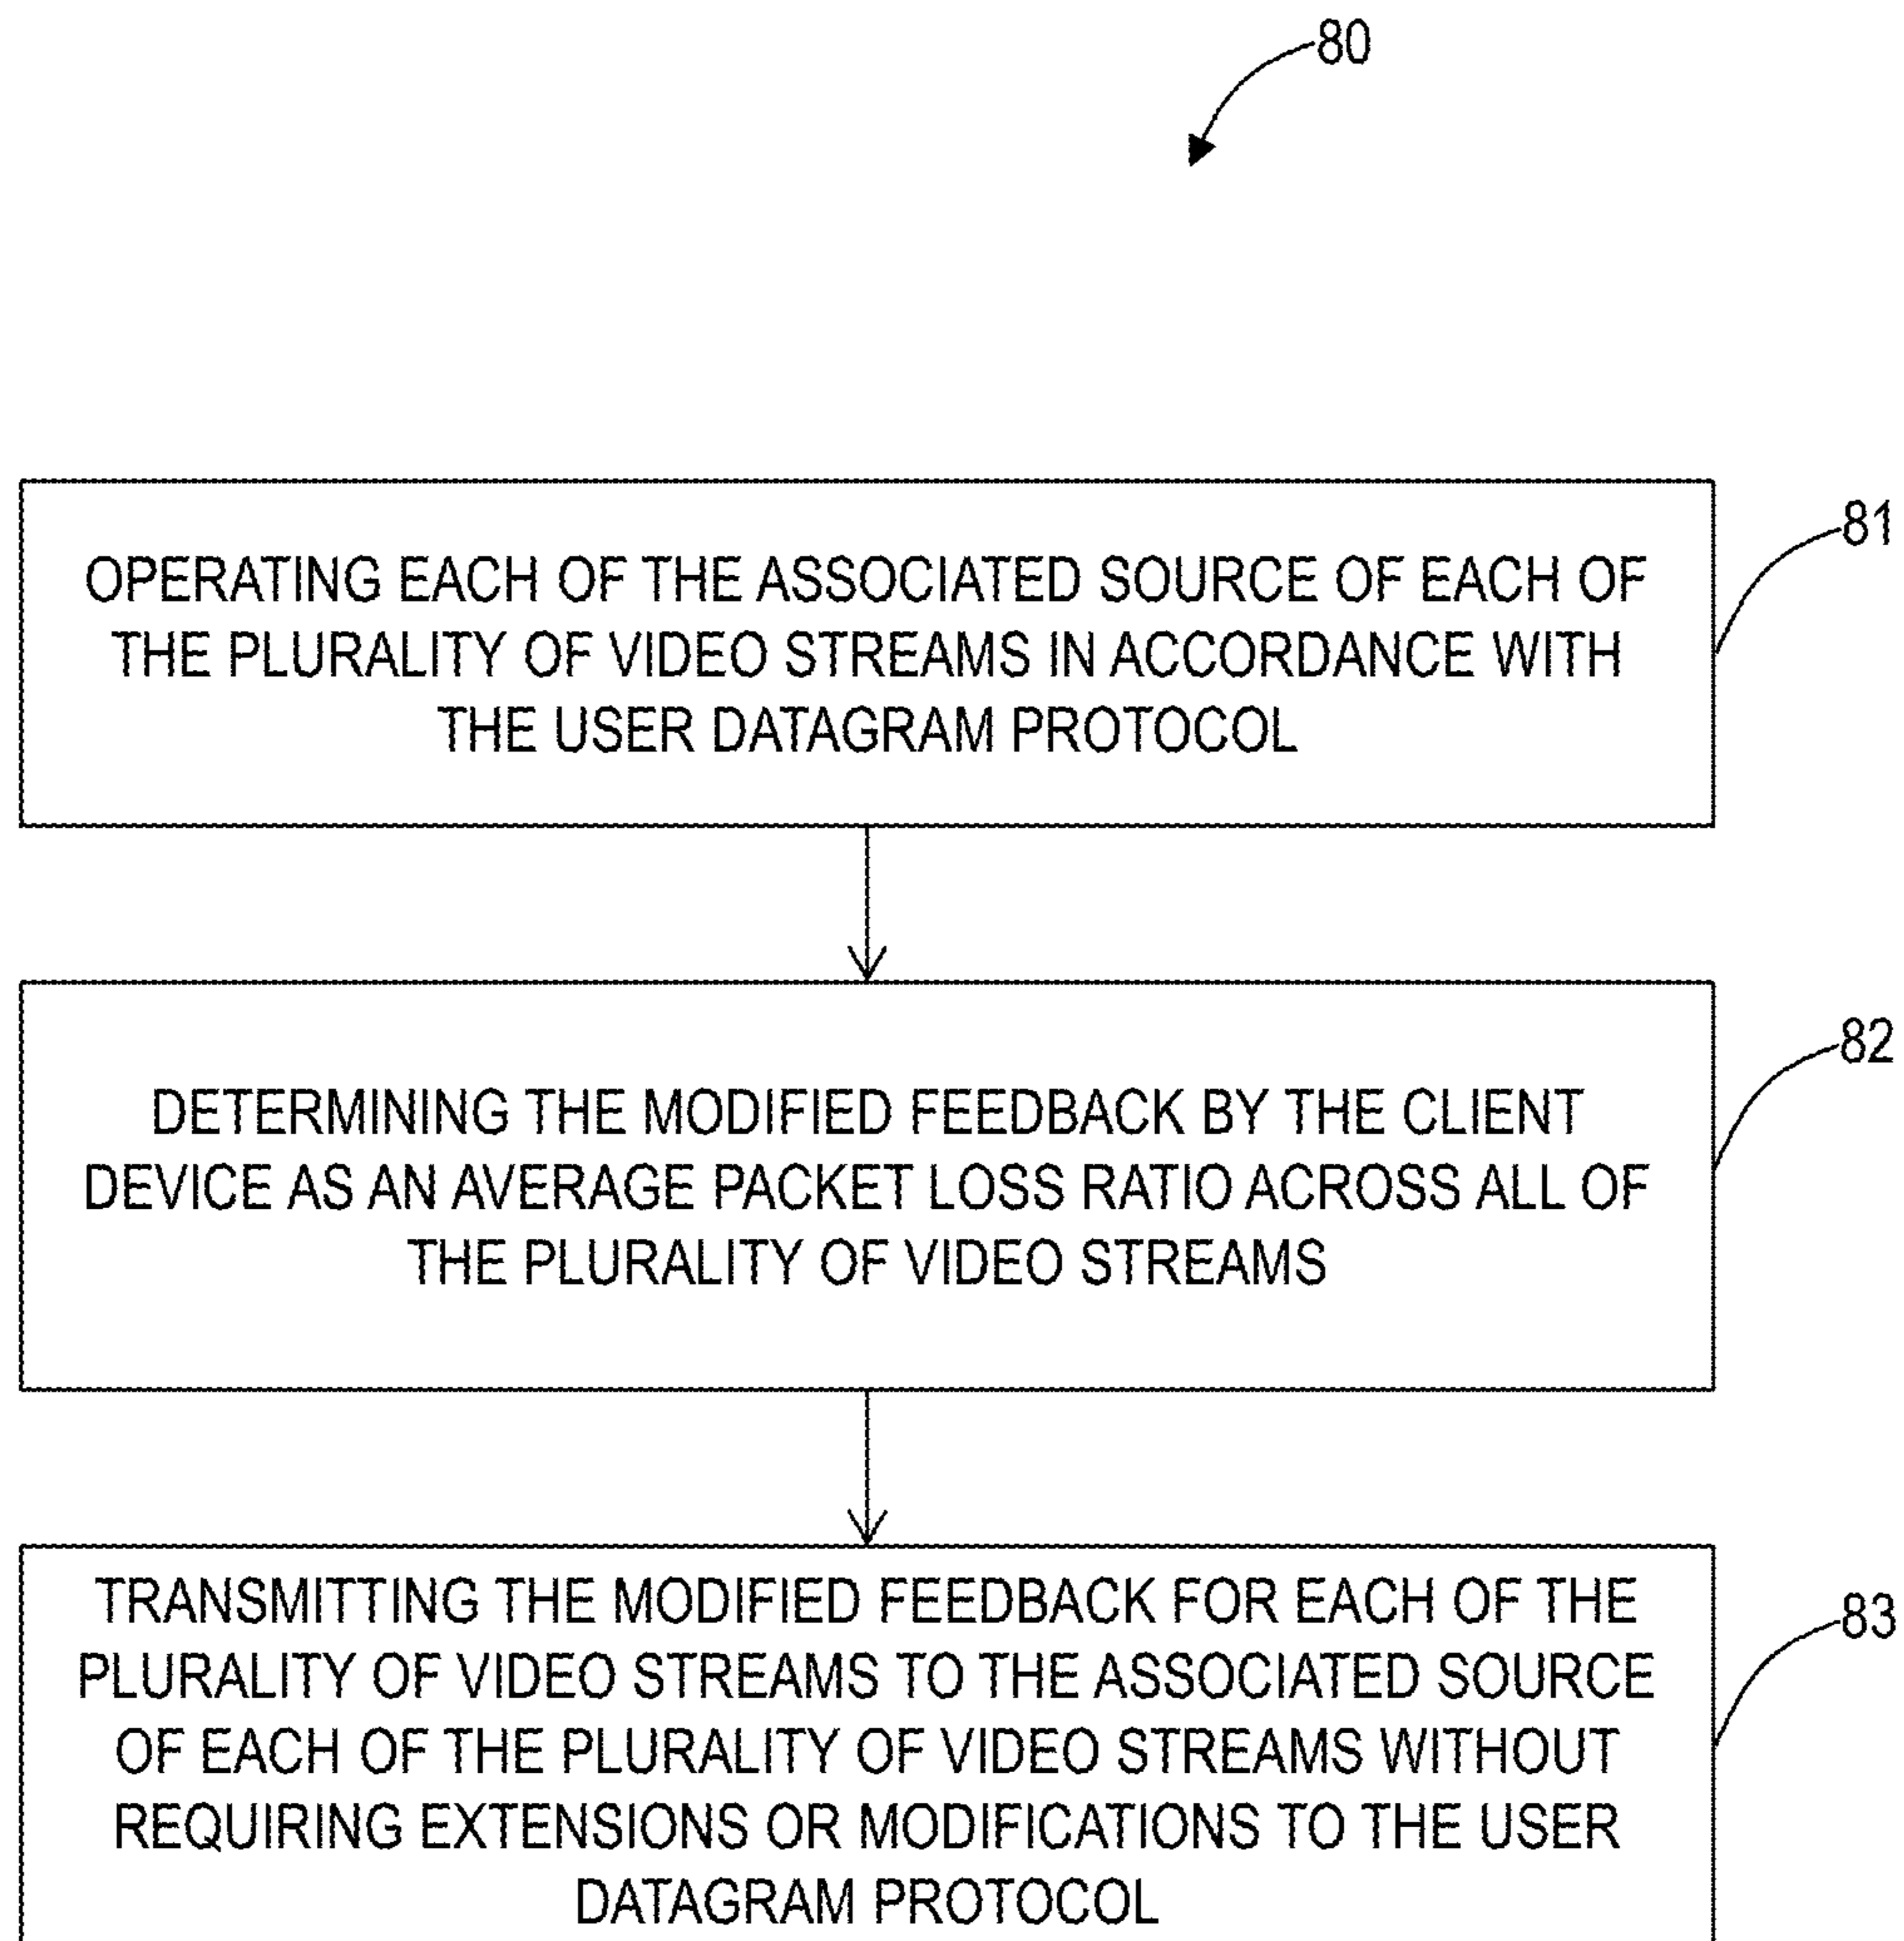 80
OPERATING EACH OF THE ASSOCIATED SOURCE OF EACH OF
THE PLURALITY OF VIDEO STREAMS IN ACCORDANCE WITH
THE USER DATAGRAM PROTOCOL
81
DETERMINING THE MODIFIED FEEDBACK BY THE CLIENT
DEVICE AS AN AVERAGE PACKET LOSS RATIO ACROSS ALL OF
THE PLURALITY OF VIDEO STREAMS
82
TRANSMITTING THE MODIFIED FEEDBACK FOR EACH OF THE
PLURALITY OF VIDEO STREAMS TO THE ASSOCIATED SOURCE
OF EACH OF THE PLURALITY OF VIDEO STREAMS WITHOUT
REQUIRING EXTENSIONS OR MODIFICATIONS TO THE USER
DATAGRAM PROTOCOL
83